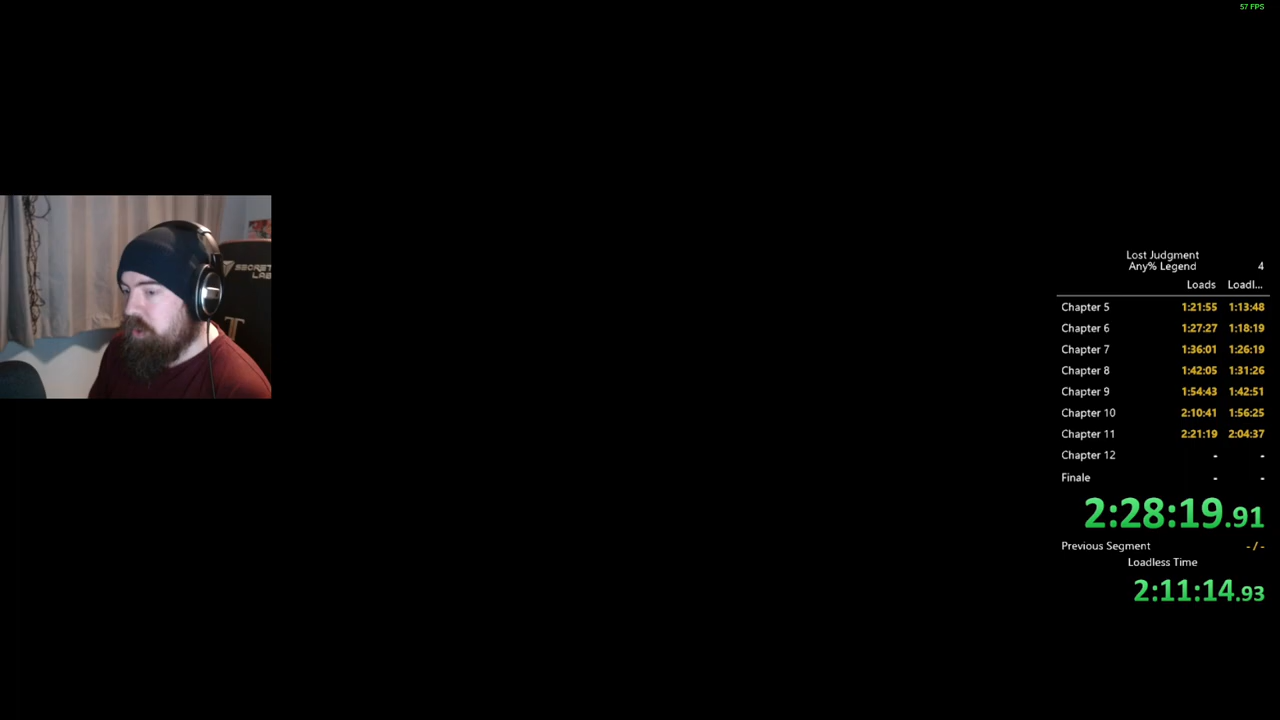 57 FPS
SECRET
LAB
Lost Judgment
Any% Legend 4
Loads Loadl...
Chapter 5 1:21:55 1:13:48
Chapter 6 1:27:27 1:18:19
Chapter 7 1:36:01 1:26:19
Chapter 8 1:42:05 1:31:26
Chapter 9 1:54:43 1:42:51
Chapter 10 2:10:41 1:56:25
Chapter 11 2:21:19 2:04:37
Chapter 12 - -
Finale - -
2:28:19.91
Previous Segment - / -
Loadless Time
2:11:14.93